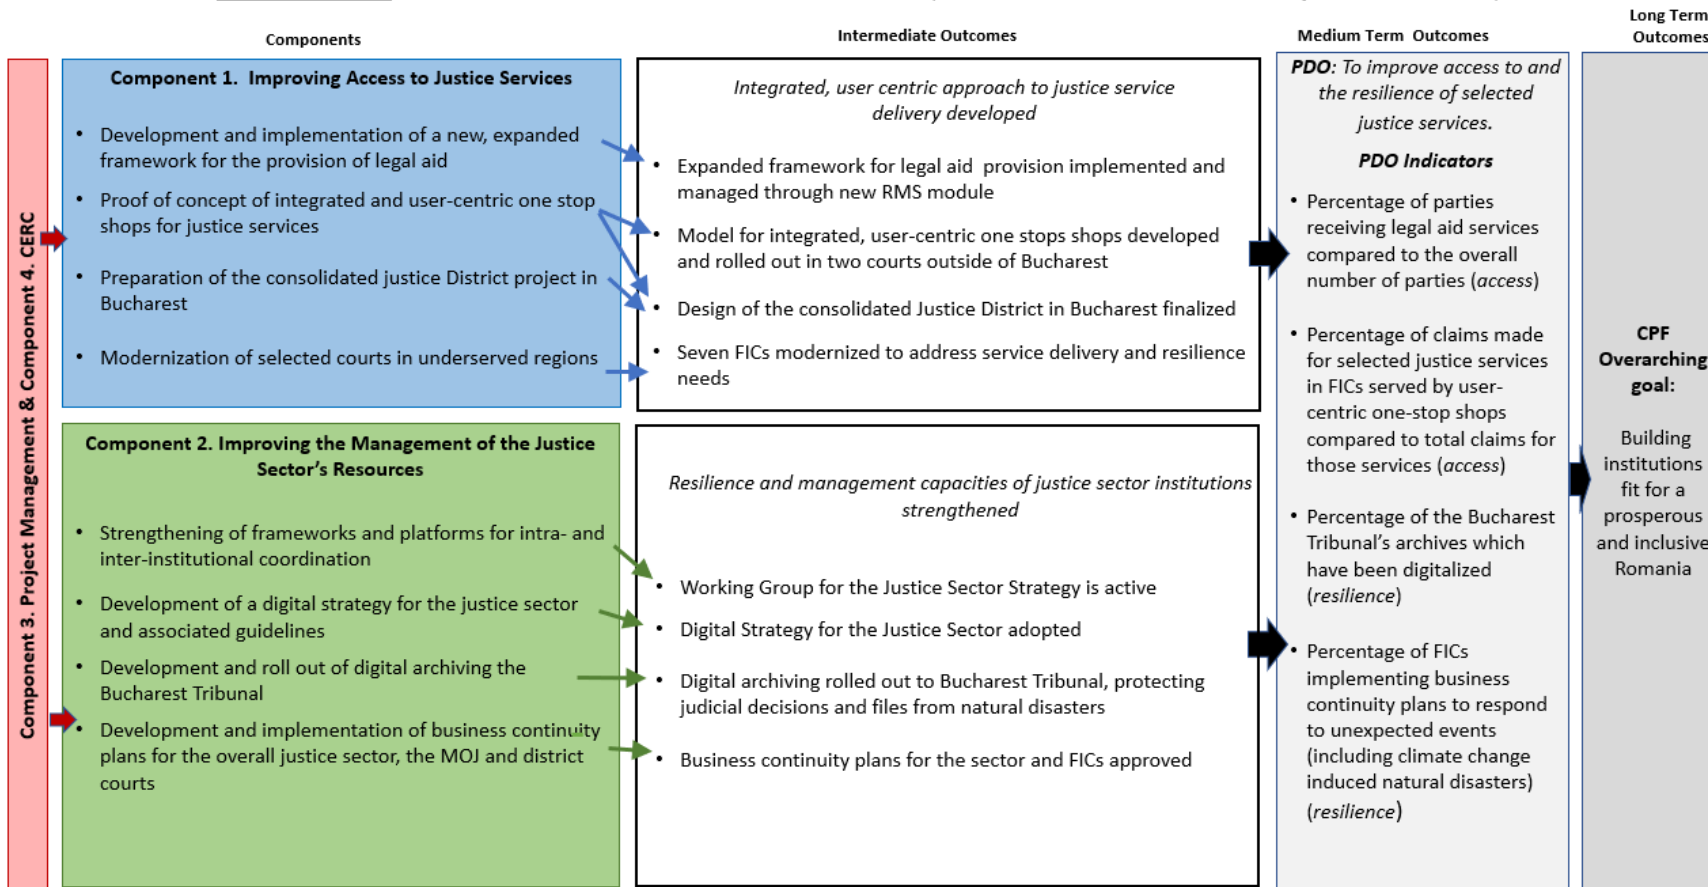 Components
Intermediate Outcomes
Medium Term Outcomes
Long Term
Outcomes
Component 3. Project Management & Component 4. CERC
Component 1. Improving Access to Justice Services
• Development and implementation of a new, expanded
framework for the provision of legal aid
• Proof of concept of integrated and user-centric one stop
shops for justice services
• Preparation of the consolidated justice District project in
Bucharest
• Modernization of selected courts in underserved regions
Integrated, user centric approach to justice service
delivery developed
• Expanded framework for legal aid provision implemented and
managed through new RMS module
• Model for integrated, user-centric one stops shops developed
and rolled out in two courts outside of Bucharest
• Design of the consolidated Justice District in Bucharest finalized
• Seven FICs modernized to address service delivery and resilience
needs
Component 2. Improving the Management of the Justice
Sector's Resources
• Strengthening of frameworks and platforms for intra- and
inter-institutional coordination
• Development of a digital strategy for the justice sector
and associated guidelines
• Development and roll out of digital archiving the
Bucharest Tribunal
• Development and implementation of business continuity
plans for the overall justice sector, the MOJ and district
courts
Resilience and management capacities of justice sector institutions
strengthened
• Working Group for the Justice Sector Strategy is active
• Digital Strategy for the Justice Sector adopted
• Digital archiving rolled out to Bucharest Tribunal, protecting
judicial decisions and files from natural disasters
• Business continuity plans for the sector and FICs approved
PDO: To improve access to and
the resilience of selected
justice services.
PDO Indicators
• Percentage of parties
receiving legal aid services
compared to the overall
number of parties (access)
• Percentage of claims made
for selected justice services
in FICs served by user-
centric one-stop shops
compared to total claims for
those services (access)
• Percentage of the Bucharest
Tribunal's archives which
have been digitalized
(resilience)
• Percentage of FICs
implementing business
continuity plans to respond
to unexpected events
(including climate change
induced natural disasters)
(resilience)
CPF
Overarching
goal:
Building
institutions
fit for a
prosperous
and inclusive
Romania